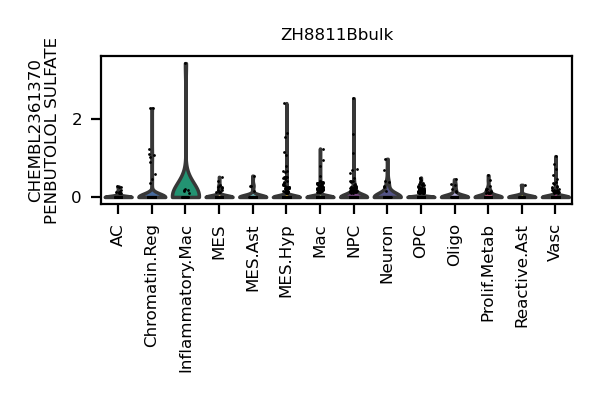 ZH8811Bbulk
CHEMBL2361370
PENBUTOLOL SULFATE
2
0
AC
Chromatin.Reg
Inflammatory.Mac
MES
MES.Ast
MES.Hyp
Mac
NPC
Neuron
OPC
Oligo
Prolif.Metab
Reactive.Ast
Vasc